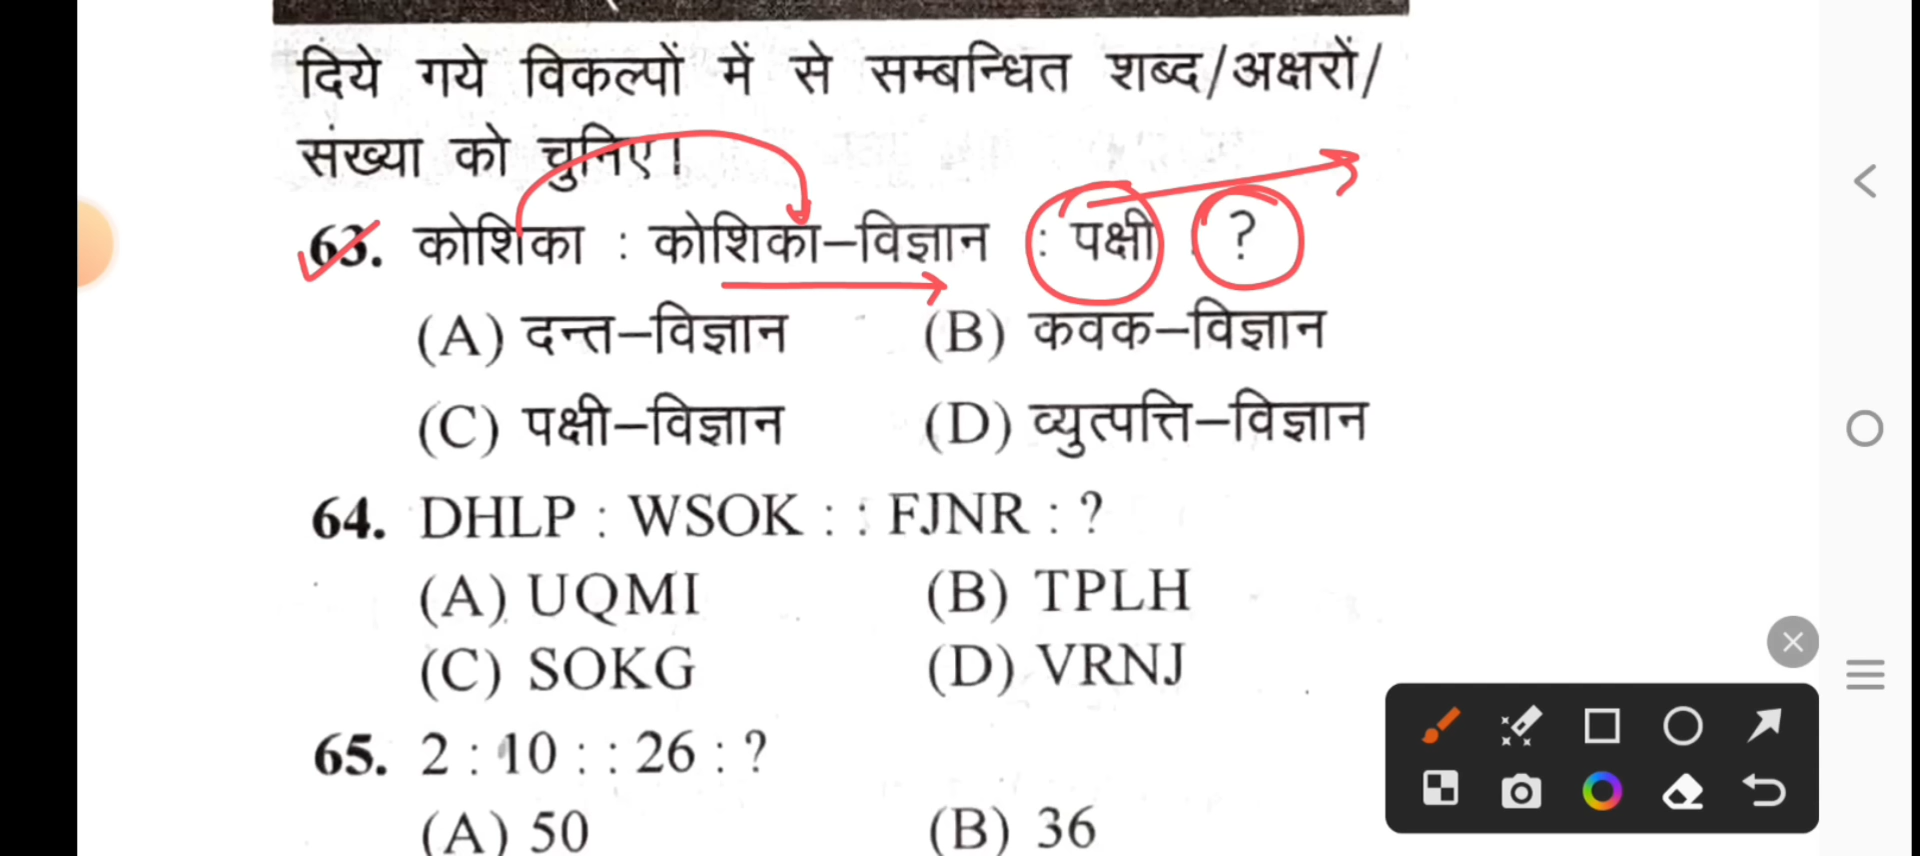 दिये गये विकल्पों में से सम्बन्धित शब्द/अक्षरों/
संख्या को चुनिए।
63. कोशिका : कोशिका–विज्ञान : पक्षी : ?
(A) दन्त–विज्ञान (B) कवक–विज्ञान
(C) पक्षी–विज्ञान (D) व्युत्पत्ति–विज्ञान
64. DHLP : WSOK : : FJNR : ?
(A) UQMI (B) TPLH
(C) SOKG (D) VRNJ
65. 2 : 10 : : 26 : ?
(A) 50 (B) 36